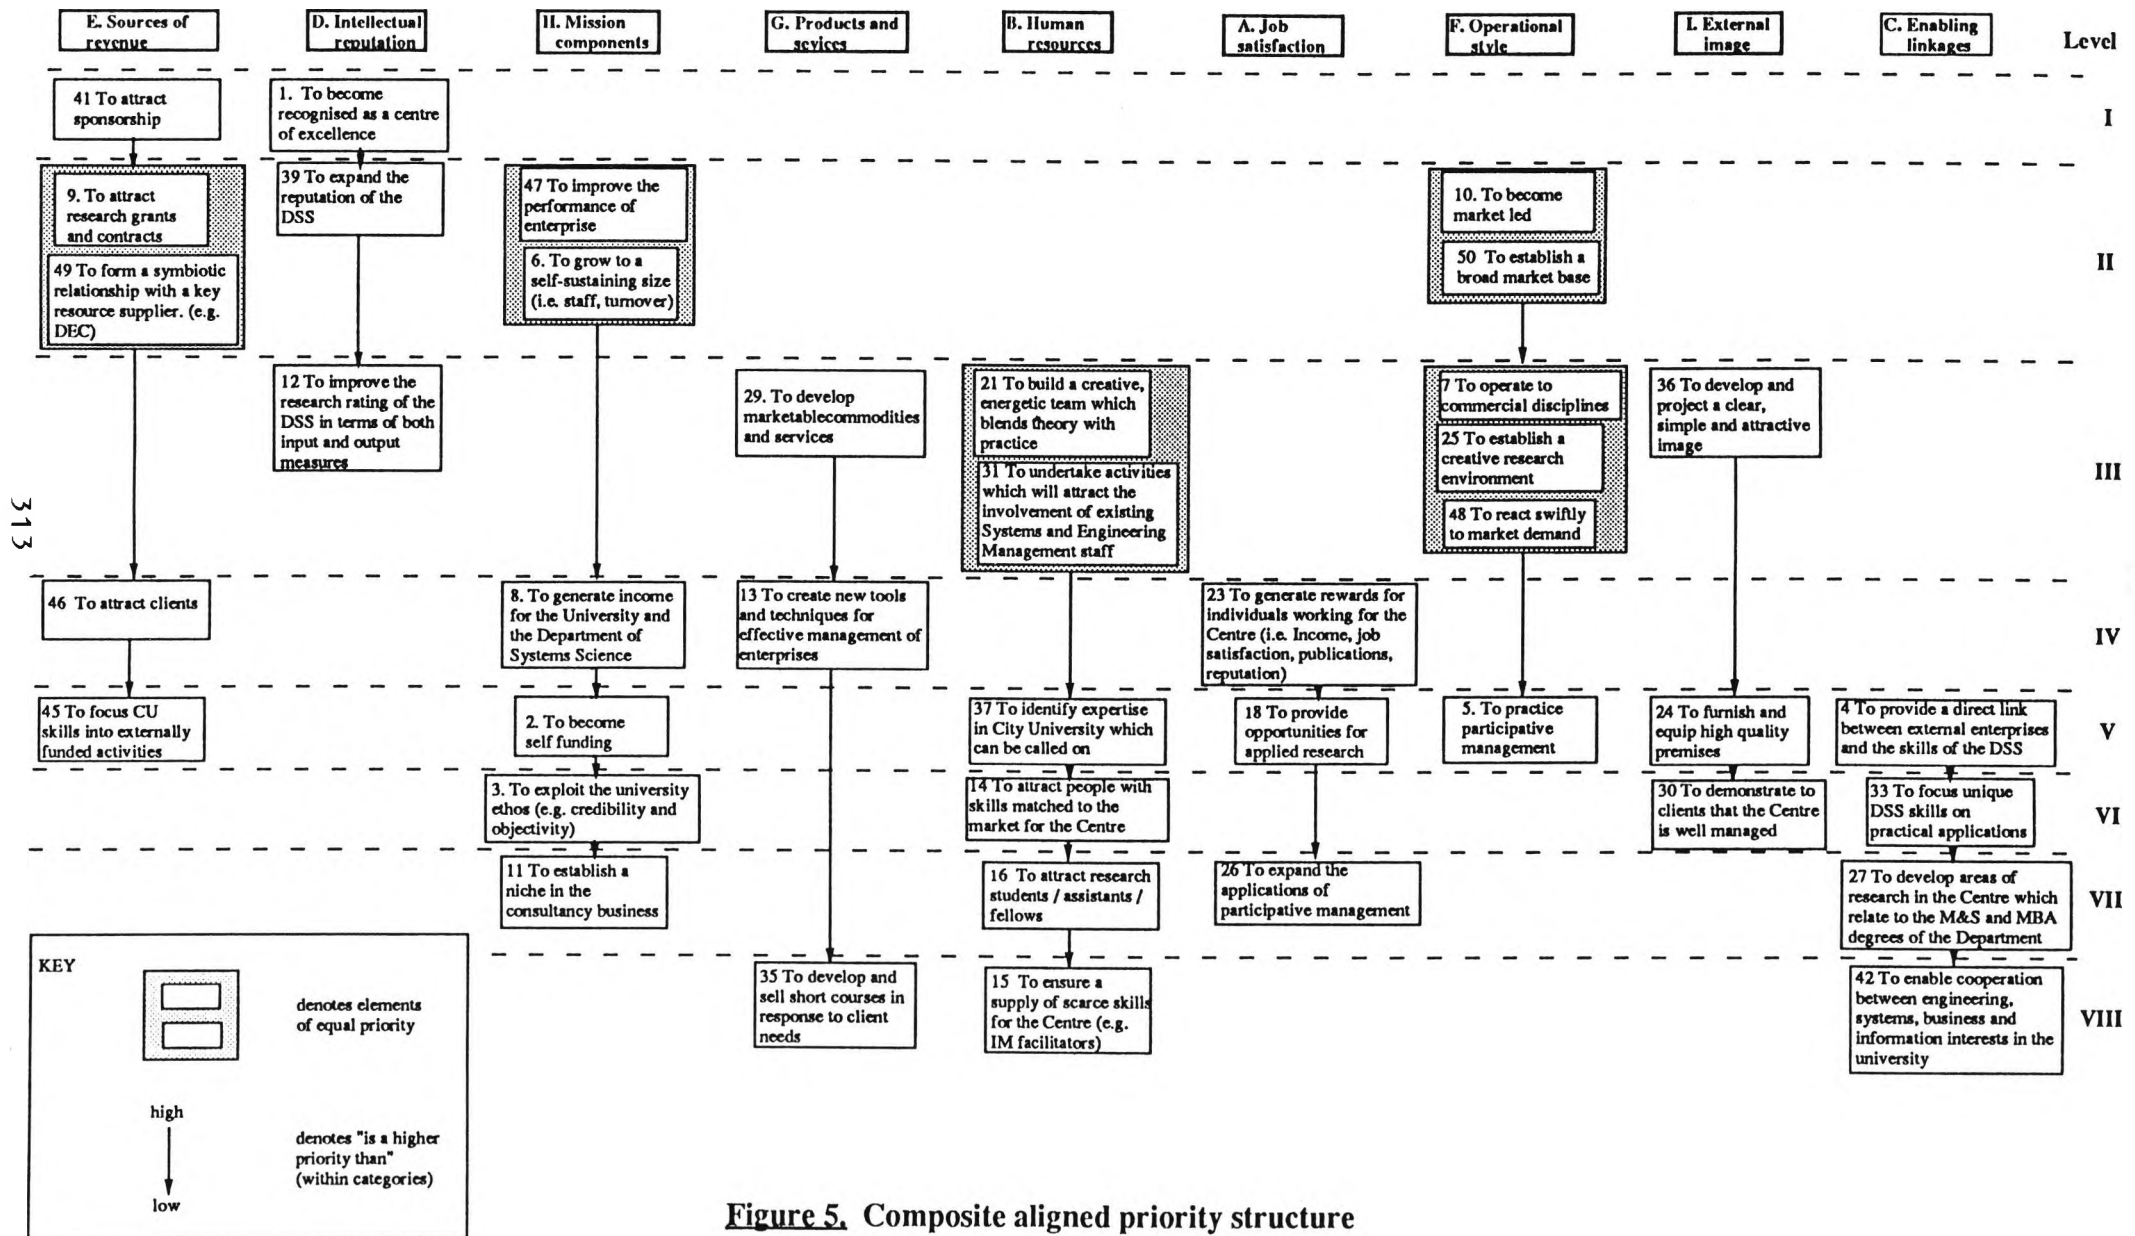 E. Sources of
revenue
D. Intellectual
reputation
H. Mission
components
G. Products and
sevices
B. Human
resources
A. Job
satisfaction
F. Operational
style
I. External
image
C. Enabling
linkages
Level
41 To attract
sponsorship
1. To become
recognised as a centre
of excellence
I
9. To attract
research grants
and contracts
49 To form a symbiotic
relationship with a key
resource supplier. (e.g.
DEC)
39 To expand the
reputation of the
DSS
47 To improve the
performance of
enterprise
6. To grow to a
self-sustaining size
(i.e. staff, turnover)
10. To become
market led
50 To establish a
broad market base
II
12 To improve the
research rating of the
DSS in terms of both
input and output
measures
29. To develop
marketablecommodities
and services
21 To build a creative,
energetic team which
blends theory with
practice
31 To undertake activities
which will attract the
involvement of existing
Systems and Engineering
Management staff
7 To operate to
commercial disciplines
25 To establish a
creative research
environment
48 To react swiftly
to market demand
36 To develop and
project a clear,
simple and attractive
image
III
313
46 To attract clients
8. To generate income
for the University and
the Department of
Systems Science
13 To create new tools
and techniques for
effective management of
enterprises
23 To generate rewards for
individuals working for the
Centre (i.e. Income, job
satisfaction, publications,
reputation)
IV
45 To focus CU
skills into externally
funded activities
2. To become
self funding
37 To identify expertise
in City University which
can be called on
18 To provide
opportunities for
applied research
5. To practice
participative
management
24 To furnish and
equip high quality
premises
4 To provide a direct link
between external enterprises
and the skills of the DSS
V
3. To exploit the university
ethos (e.g. credibility and
objectivity)
14 To attract people with
skills matched to the
market for the Centre
30 To demonstrate to
clients that the Centre
is well managed
33 To focus unique
DSS skills on
practical applications
VI
11 To establish a
niche in the
consultancy business
16 To attract research
students / assistants /
fellows
26 To expand the
applications of
participative management
27 To develop areas of
research in the Centre which
relate to the M&S and MBA
degrees of the Department
VII
35 To develop and
sell short courses in
response to client
needs
15 To ensure a
supply of scarce skills
for the Centre (e.g.
IM facilitators)
42 To enable cooperation
between engineering,
systems, business and
information interests in the
university
VIII
KEY
denotes elements
of equal priority
high
denotes "is a higher
priority than"
(within categories)
low
Figure 5. Composite aligned priority structure